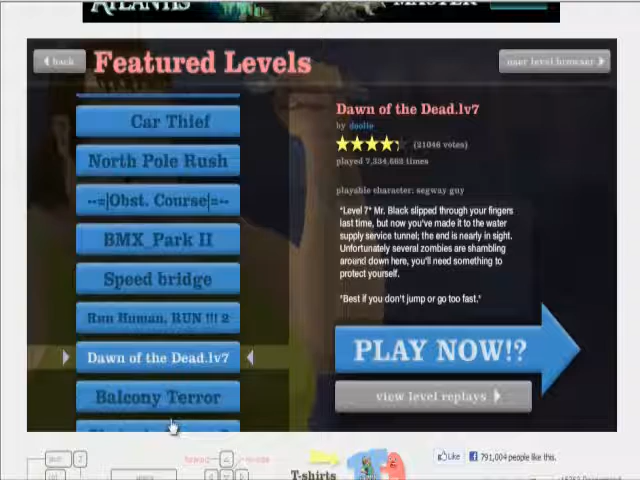 ATLANTIS
MASTER
back
Featured Levels
user level browser
Car Thief
North Pole Rush
--=|Obst. Course|=--
BMX_Park II
Speed bridge
Run Human, RUN !!! 2
Dawn of the Dead.lv7
Balcony Terror
Dawn of the Dead.lv7
by doolie_
(21046 votes)
played 7,334,662 times
playable character: segway guy
*Level 7* Mr. Black slipped through your fingers
last time, but now you've made it to the water
supply service tunnel; the end is nearly in sight.
Unfortunately several zombies are shambling
around down here, you'll need something to
protect yourself.
*Best if you don't jump or go too fast.*
PLAY NOW!?
view level replays
Like
791,004 people like this.
T-shirts